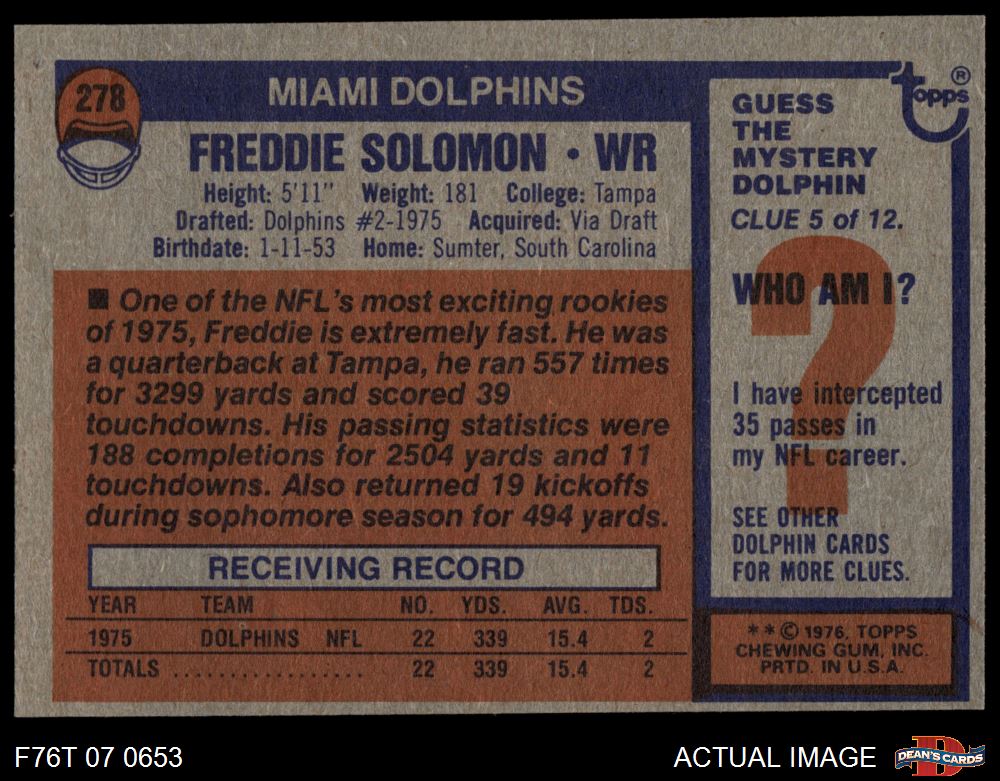 278
MIAMI DOLPHINS
FREDDIE SOLOMON • WR
Height: 5'11" Weight: 181 College: Tampa
Drafted: Dolphins #2-1975 Acquired: Via Draft
Birthdate: 1-11-53 Home: Sumter, South Carolina
■ One of the NFL's most exciting rookies
of 1975, Freddie is extremely fast. He was
a quarterback at Tampa, he ran 557 times
for 3299 yards and scored 39
touchdowns. His passing statistics were
188 completions for 2504 yards and 11
touchdowns. Also returned 19 kickoffs
during sophomore season for 494 yards.
RECEIVING RECORD
YEAR TEAM NO. YDS. AVG. TDS.
1975 DOLPHINS NFL 22 339 15.4 2
TOTALS ................. 22 339 15.4 2
topps ®
GUESS
THE
MYSTERY
DOLPHIN
CLUE 5 of 12.
?
WHO AM I?
I have intercepted
35 passes in
my NFL career.
SEE OTHER
DOLPHIN CARDS
FOR MORE CLUES.
* * © 1976, TOPPS
CHEWING GUM, INC.
PRTD. IN U.S.A.
F76T 07 0653
ACTUAL IMAGE
D
DEAN'S CARDS